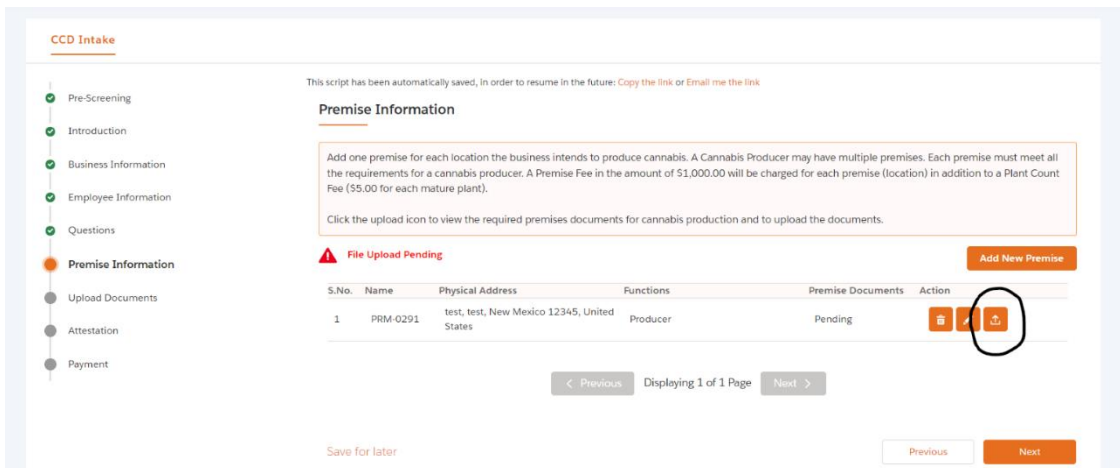 CCD Intake
Pre-Screening
Introduction
Business Information
Employee Information
Questions
Premise Information
Upload Documents
Attestation
Payment
This script has been automatically saved, in order to resume in the future: Copy the link or Email me the link
Premise Information
Add one premise for each location the business intends to produce cannabis. A Cannabis Producer may have multiple premises. Each premise must meet all
the requirements for a cannabis producer. A Premise Fee in the amount of $1,000.00 will be charged for each premise (location) in addition to a Plant Count
Fee ($5.00 for each mature plant).
Click the upload icon to view the required premises documents for cannabis production and to upload the documents.
File Upload Pending
Add New Premise
S.No. Name Physical Address Functions Premise Documents Action
1 PRM-0291 test, test, New Mexico 12345, United States Producer Pending
< Previous Displaying 1 of 1 Page Next >
Save for later Previous Next